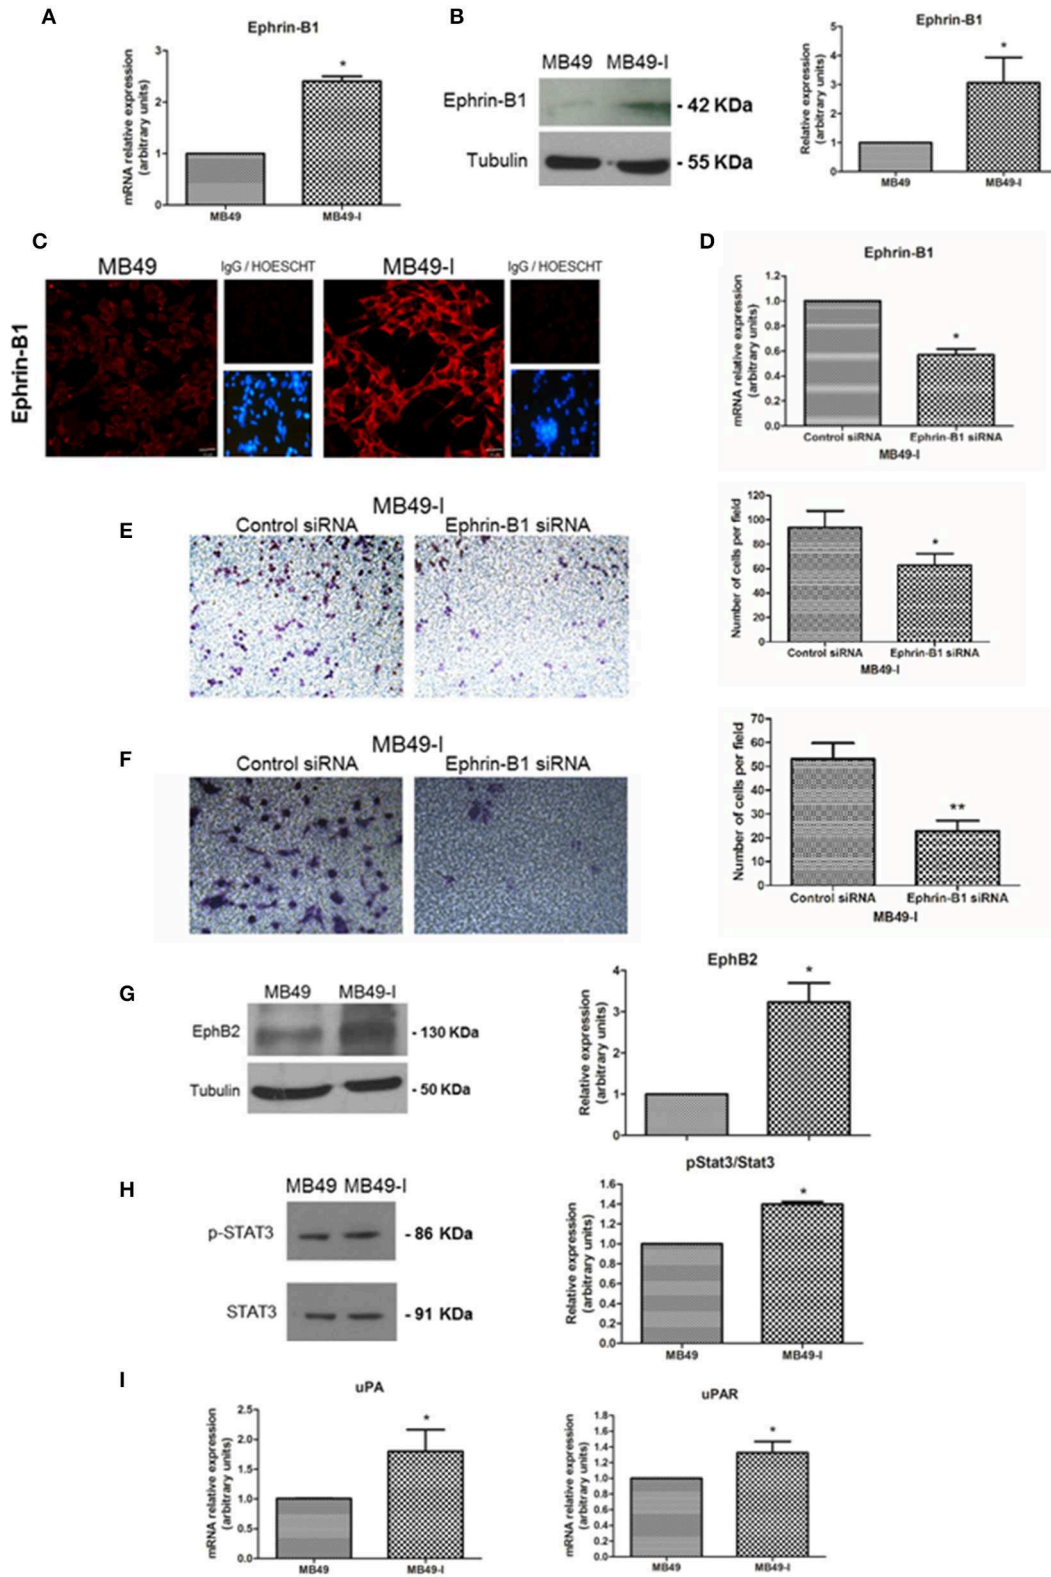 A
Ephrin-B1
mRNA relative expression
(arbitrary units)
3
2
1
0
MB49
MB49-I
*
B
MB49 MB49-I
Ephrin-B1
- 42 KDa
Tubulin
- 55 KDa
Ephrin-B1
Relative expression
(arbitrary units)
5
4
3
2
1
0
MB49
MB49-I
*
C
MB49
IgG / HOESCHT
MB49-I
IgG / HOESCHT
Ephrin-B1
D
Ephrin-B1
mRNA relative expression
(arbitrary units)
1.2
1.0
0.8
0.6
0.4
0.2
0.0
*
Control siRNA
Ephrin-B1 siRNA
MB49-I
E
MB49-I
Control siRNA
Ephrin-B1 siRNA
Number of cells per field
120
100
80
60
40
20
0
*
Control siRNA
Ephrin-B1 siRNA
MB49-I
F
MB49-I
Control siRNA
Ephrin-B1 siRNA
Number of cells per field
70
60
50
40
30
20
10
0
**
Control siRNA
Ephrin-B1 siRNA
MB49-I
G
MB49 MB49-I
EphB2
- 130 KDa
Tubulin
- 50 KDa
EphB2
Relative expression
(arbitrary units)
4
3
2
1
0
*
H
MB49 MB49-I
p-STAT3
- 86 KDa
STAT3
- 91 KDa
pStat3/Stat3
Relative expression
(arbitrary units)
1.6
1.4
1.2
1.0
0.8
0.6
0.4
0.2
0.0
*
MB49
MB49-I
I
uPA
mRNA relative expression
(arbitrary units)
2.5
2.0
1.5
1.0
0.5
0.0
*
MB49
MB49-I
uPAR
mRNA relative expression
(arbitrary units)
1.8
1.6
1.4
1.2
1.0
0.8
0.6
0.4
0.2
0.0
*
MB49
MB49-I